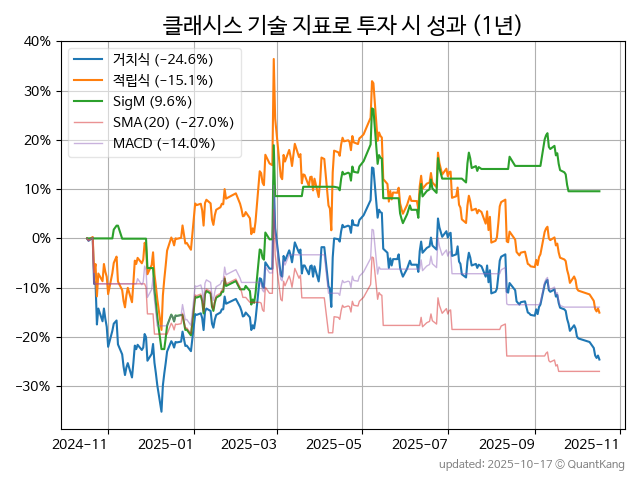 클래시스 기술 지표로 투자 시 성과 (1년)
40%
30%
20%
10%
0%
−10%
−20%
−30%
거치식 (−24.6%)
적립식 (−15.1%)
SigM (9.6%)
SMA(20) (−27.0%)
MACD (−14.0%)
2024-11
2025-01
2025-03
2025-05
2025-07
2025-09
2025-11
updated: 2025-10-17 © QuantKang